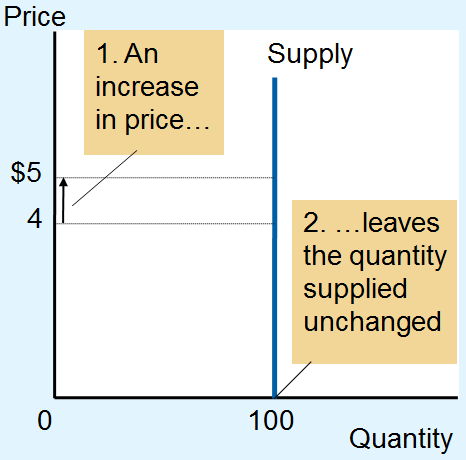 Price
1. An
increase
in price…
Supply
$5
4
2. …leaves
the quantity
supplied
unchanged
0
100
Quantity